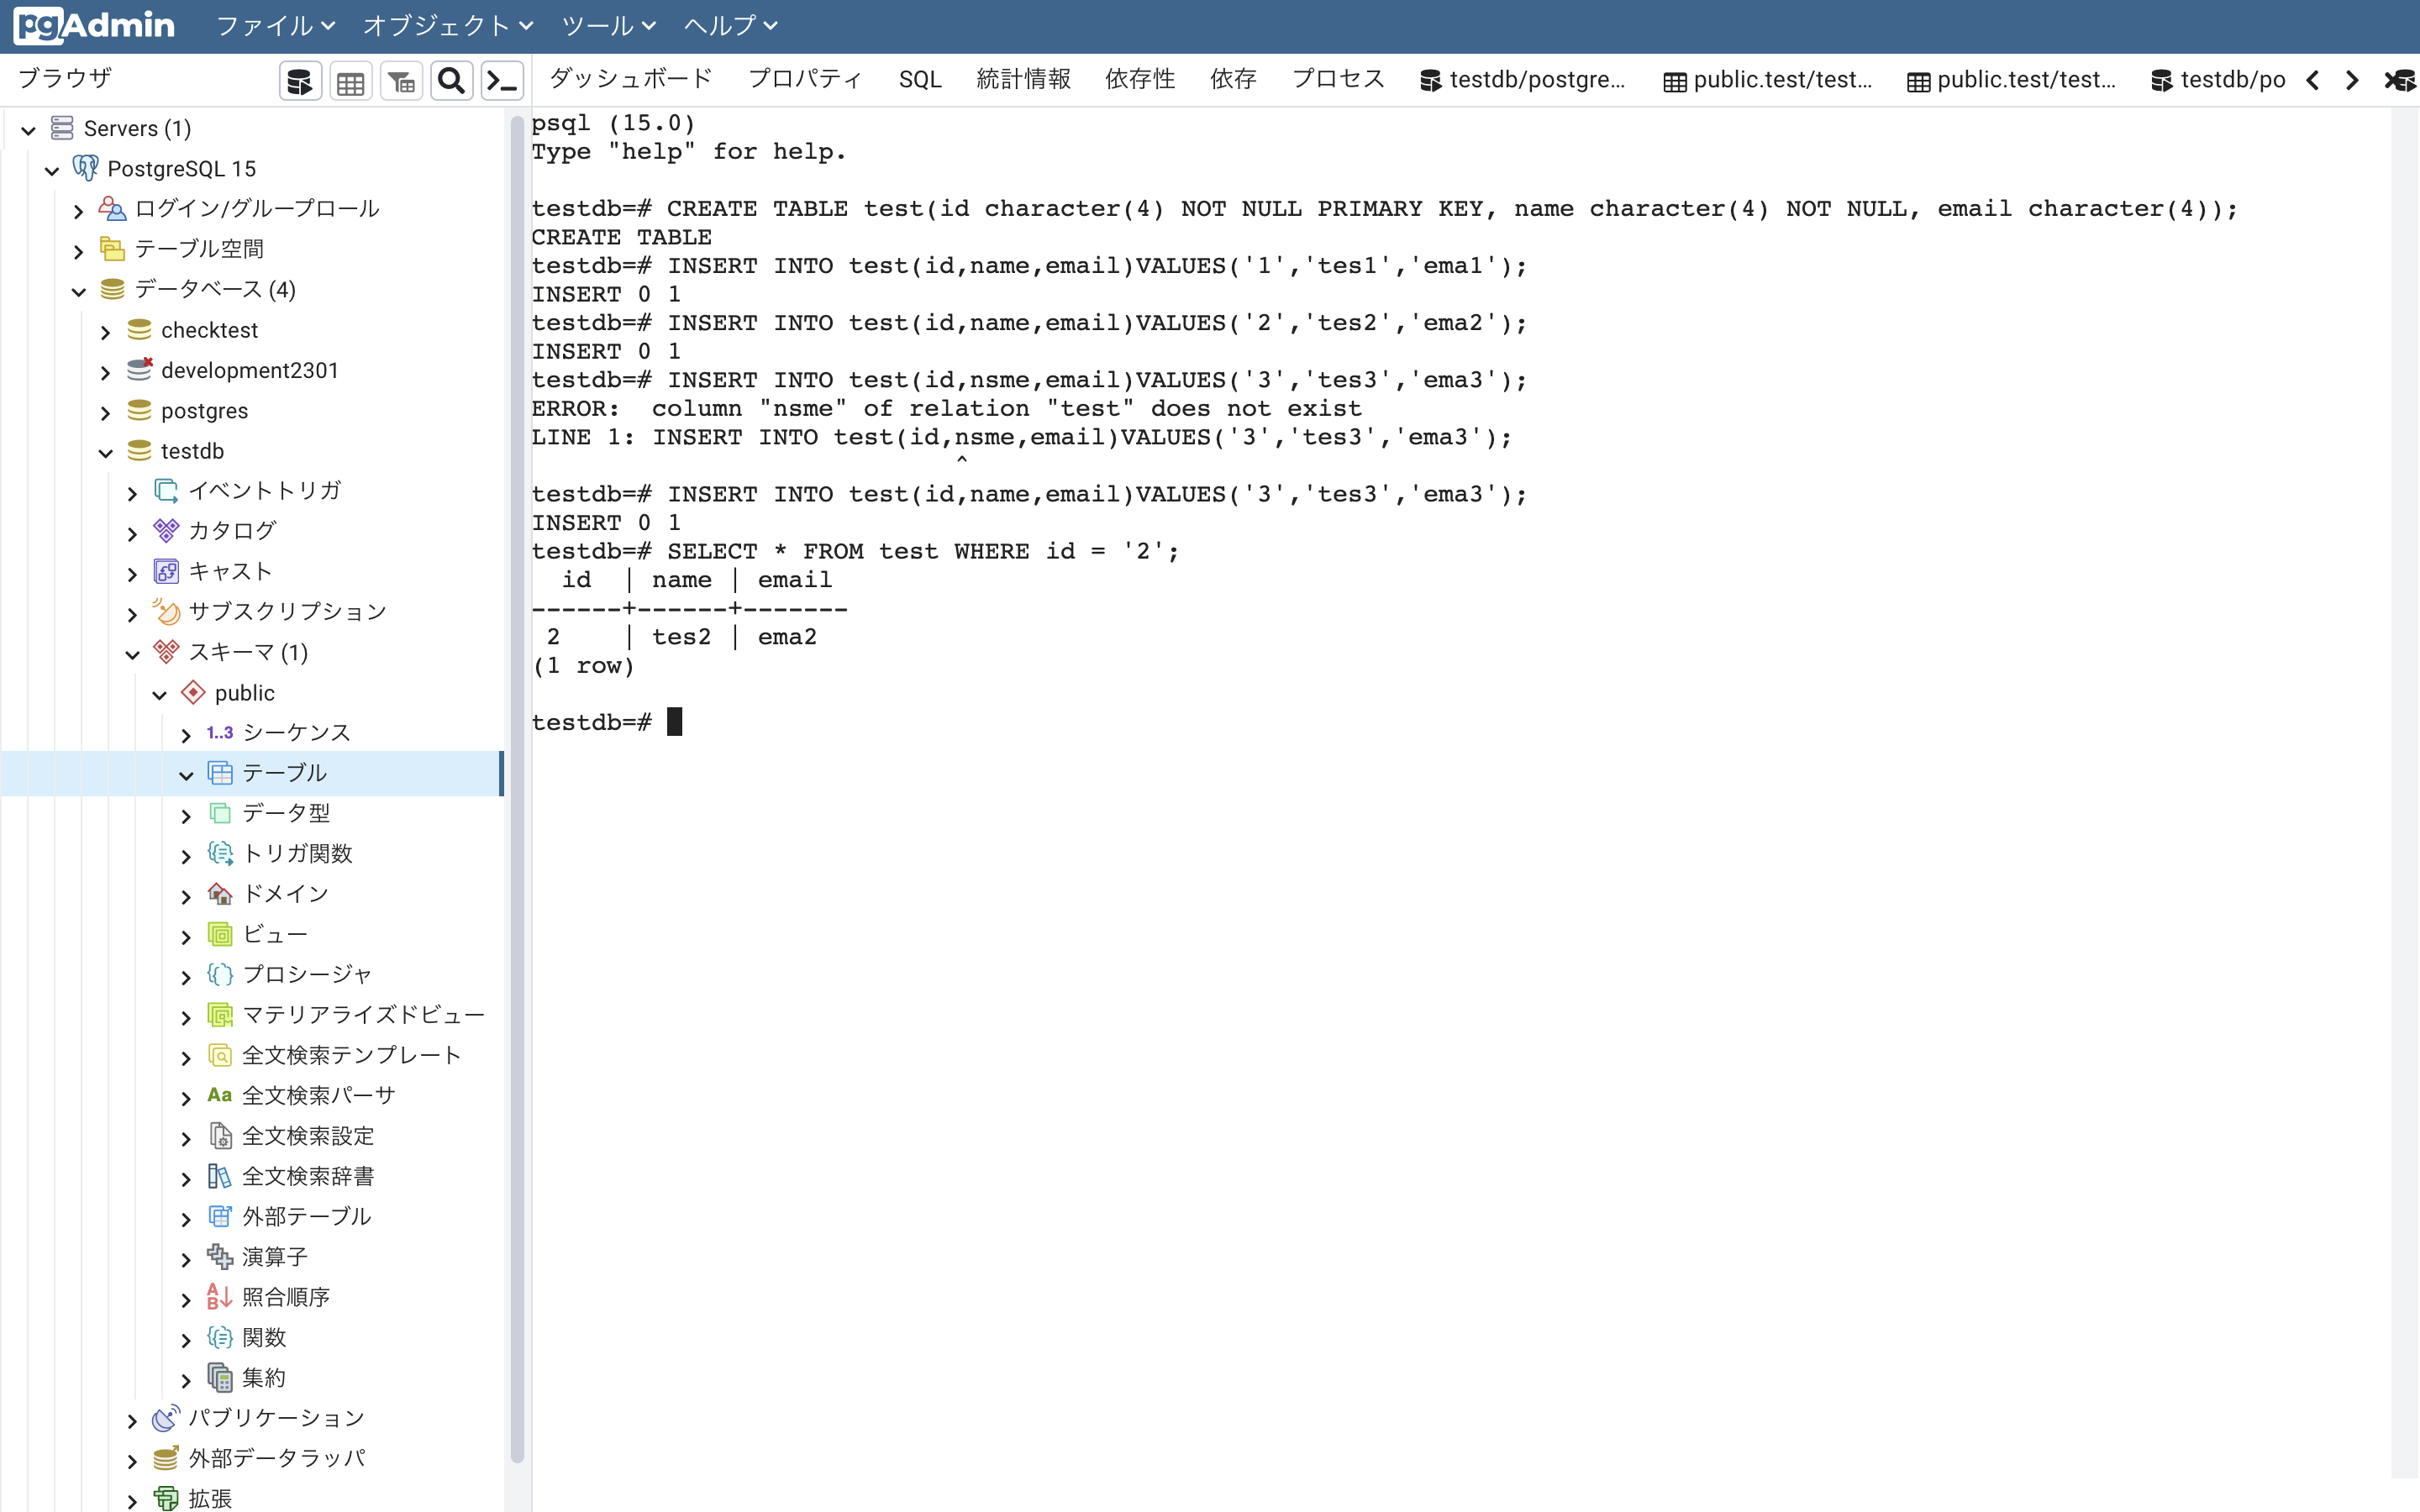 pgAdmin ファイル オブジェクト ツール ヘルプ
ブラウザ
ダッシュボード プロパティ SQL 統計情報 依存性 依存 プロセス testdb/postgre... public.test/test... public.test/test... testdb/po
Servers (1)
PostgreSQL 15
ログイン/グループロール
テーブル空間
データベース (4)
checktest
development2301
postgres
testdb
イベントトリガ
カタログ
キャスト
サブスクリプション
スキーマ (1)
public
1..3 シーケンス
テーブル
データ型
トリガ関数
ドメイン
ビュー
プロシージャ
マテリアライズドビュー
全文検索テンプレート
Aa 全文検索パーサ
全文検索設定
全文検索辞書
外部テーブル
演算子
照合順序
関数
集約
パブリケーション
外部データラッパ
拡張
psql (15.0)
Type "help" for help.
testdb=# CREATE TABLE test(id character(4) NOT NULL PRIMARY KEY, name character(4) NOT NULL, email character(4));
CREATE TABLE
testdb=# INSERT INTO test(id,name,email)VALUES('1','tes1','ema1');
INSERT 0 1
testdb=# INSERT INTO test(id,name,email)VALUES('2','tes2','ema2');
INSERT 0 1
testdb=# INSERT INTO test(id,nsme,email)VALUES('3','tes3','ema3');
ERROR:  column "nsme" of relation "test" does not exist
LINE 1: INSERT INTO test(id,nsme,email)VALUES('3','tes3','ema3');
^
testdb=# INSERT INTO test(id,name,email)VALUES('3','tes3','ema3');
INSERT 0 1
testdb=# SELECT * FROM test WHERE id = '2';
  id  | name | email
------+------+-------
 2    | tes2 | ema2
(1 row)
testdb=#